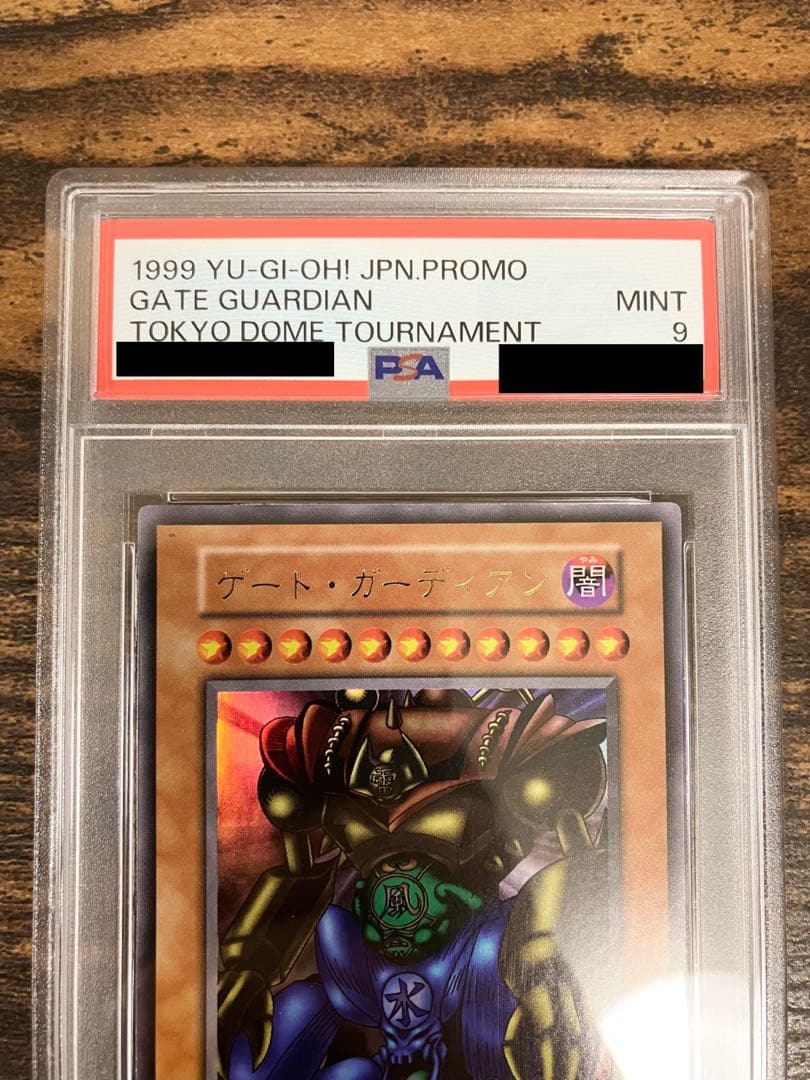 1999 YU-GI-OH! JPN.PROMO
GATE GUARDIAN MINT
TOKYO DOME TOURNAMENT 9
PSA
ゲート・ガーディアン
やみ
闇
雷
風
水